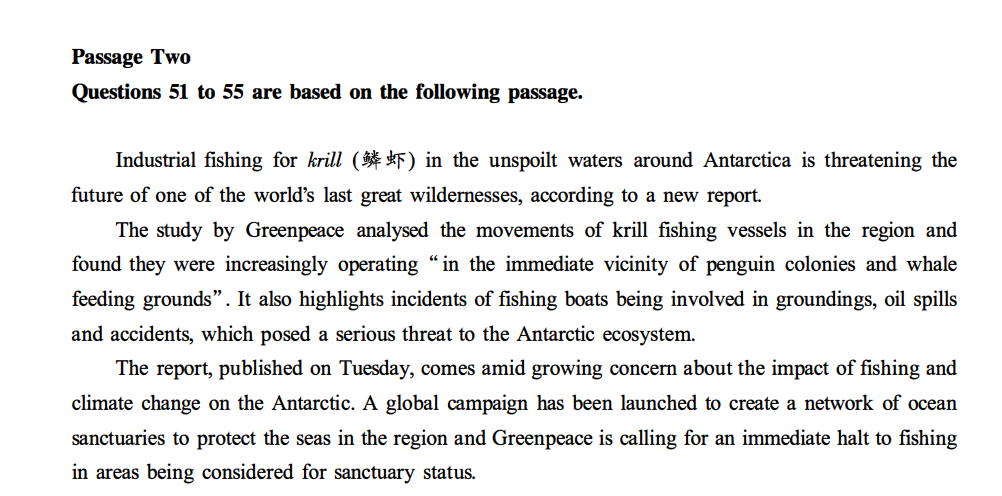 Passage Two
Questions 51 to 55 are based on the following passage.
Industrial fishing for krill (鳞虾) in the unspoilt waters around Antarctica is threatening the
future of one of the world's last great wildernesses, according to a new report.
The study by Greenpeace analysed the movements of krill fishing vessels in the region and
found they were increasingly operating “in the immediate vicinity of penguin colonies and whale
feeding grounds”. It also highlights incidents of fishing boats being involved in groundings, oil spills
and accidents, which posed a serious threat to the Antarctic ecosystem.
The report, published on Tuesday, comes amid growing concern about the impact of fishing and
climate change on the Antarctic. A global campaign has been launched to create a network of ocean
sanctuaries to protect the seas in the region and Greenpeace is calling for an immediate halt to fishing
in areas being considered for sanctuary status.